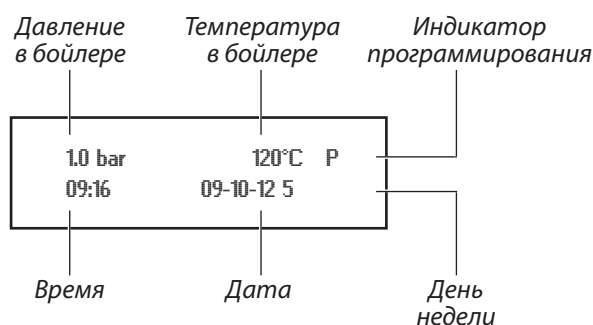 Давление
в бойлере
Температура
в бойлере
Индикатор
программирования
1.0 bar 120°C P
09:16 09-10-12 5
Время
Дата
День
недели